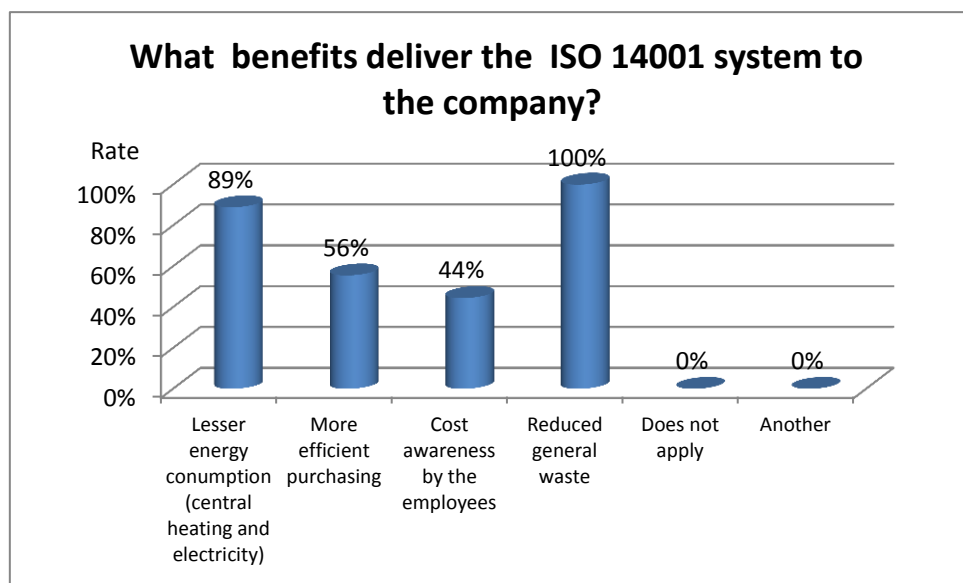 What benefits deliver the ISO 14001 system to
the company?
Rate
100%
80%
60%
40%
20%
0%
89%
56%
44%
100%
0%
0%
Lesser
energy
conumption
(central
heating and
electricity)
More
efficient
purchasing
Cost
awareness
by the
employees
Reduced
general
waste
Does not
apply
Another